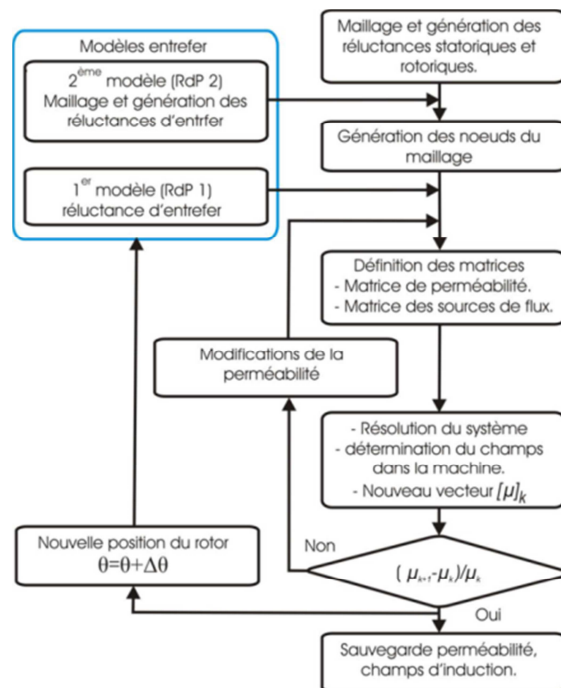 Modèles entrefer
2ème modèle (RdP 2)
Maillage et génération des
réluctances d'entrfer
1er modèle (RdP 1)
réluctance d'entrefer
Maillage et génération des
réluctances statoriques et
rotoriques.
Génération des noeuds du
maillage
Définition des matrices
- Matrice de perméabilité.
- Matrice des sources de flux.
Modifications de la
perméabilité
- Résolution du système
- détermination du champs
dans la machine.
- Nouveau vecteur [μ]k
Nouvelle position du rotor
θ=θ+Δθ
Non
( μk+1-μk)/μk
Oui
Sauvegarde perméabilité,
champs d'induction.